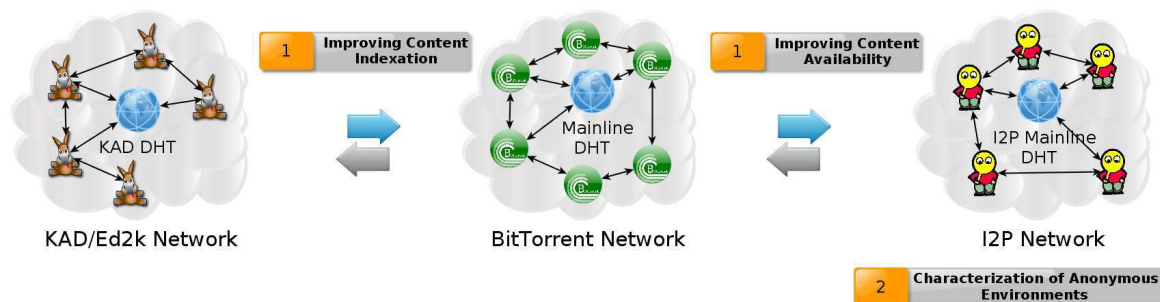 1
Improving Content
Indexation
1
Improving Content
Availability
KAD DHT
Mainline
DHT
I2P Mainline
DHT
KAD/Ed2k Network
BitTorrent Network
I2P Network
2
Characterization of Anonymous
Environments